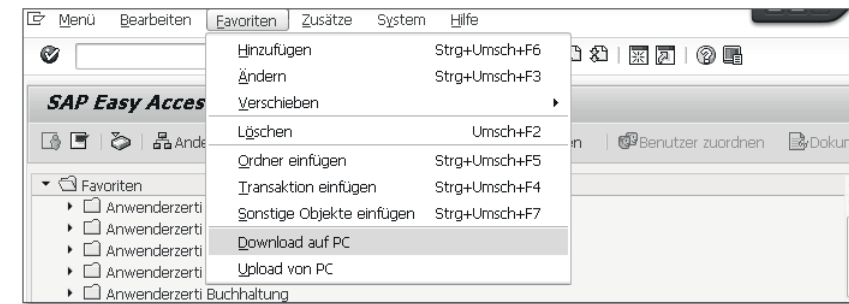 Menü Bearbeiten Favoriten Zusätze System Hilfe
Hinzufügen Strg+Umsch+F6
Ändern Strg+Umsch+F3
SAP Easy Acces
Verschieben
Löschen Umsch+F2
Ande n Benutzer zuordnen Dokur
Ordner einfügen Strg+Umsch+F5
Favoriten
Transaktion einfügen Strg+Umsch+F4
Anwenderzerti
Sonstige Objekte einfügen Strg+Umsch+F7
Anwenderzerti
Download auf PC
Anwenderzerti
Upload von PC
Anwenderzerti
Anwenderzerti Buchhaltung